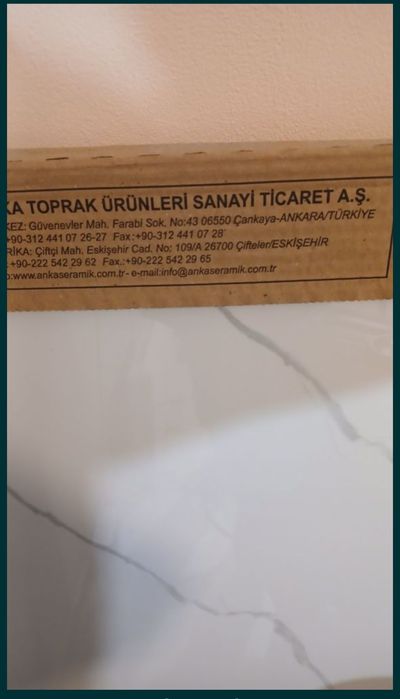 KA TOPRAK ÜRÜNLERİ SANAYİ TİCARET A.Ş.
KEZ: Güvenevler Mah. Farabi Sok. No:43 06550 Çankaya-ANKARA/TÜRKİYE
+90-312 441 07 26-27 Fax:+90-312 441 07 28
RİKA: Çiftçi Mah. Eskişehir Cad. No: 109/A 26700 Çifteler/ESKİŞEHİR
.:+90-222 542 29 62 Fax.:+90-222 542 29 65
o:www.ankaseramik.com.tr- e-mail:info@ankaseramik.com.tr